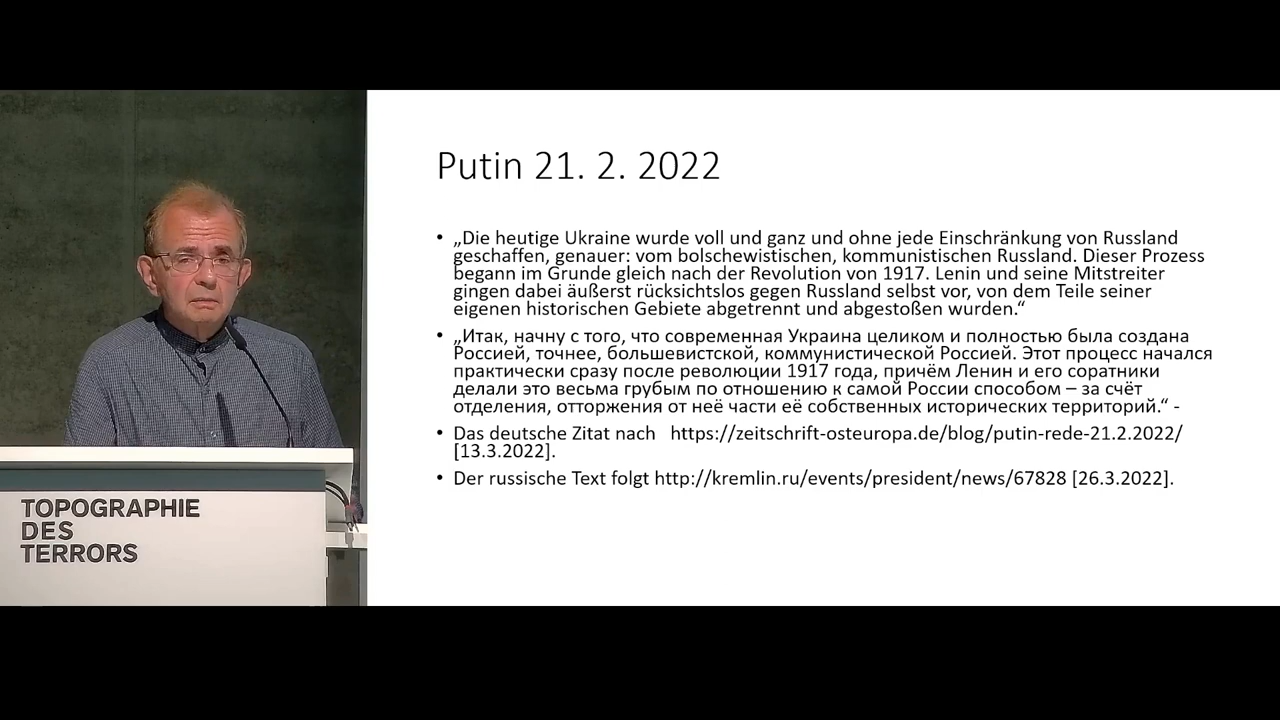 Putin 21. 2. 2022
• „Die heutige Ukraine wurde voll und ganz und ohne jede Einschränkung von Russland
geschaffen, genauer: vom bolschewistischen, kommunistischen Russland. Dieser Prozess
begann im Grunde gleich nach der Revolution von 1917. Lenin und seine Mitstreiter
gingen dabei äußerst rücksichtslos gegen Russland selbst vor, von dem Teile seiner
eigenen historischen Gebiete abgetrennt und abgestoßen wurden.“
• „Итак, начну с того, что современная Украина целиком и полностью была создана
Россией, точнее, большевистской, коммунистической Россией. Этот процесс начался
практически сразу после революции 1917 года, причём Ленин и его соратники
делали это весьма грубым по отношению к самой России способом – за счёт
отделения, отторжения от неё части её собственных исторических территорий.“ -
• Das deutsche Zitat nach https://zeitschrift-osteuropa.de/blog/putin-rede-21.2.2022/
[13.3.2022].
• Der russische Text folgt http://kremlin.ru/events/president/news/67828 [26.3.2022].
TOPOGRAPHIE
DES
TERRORS